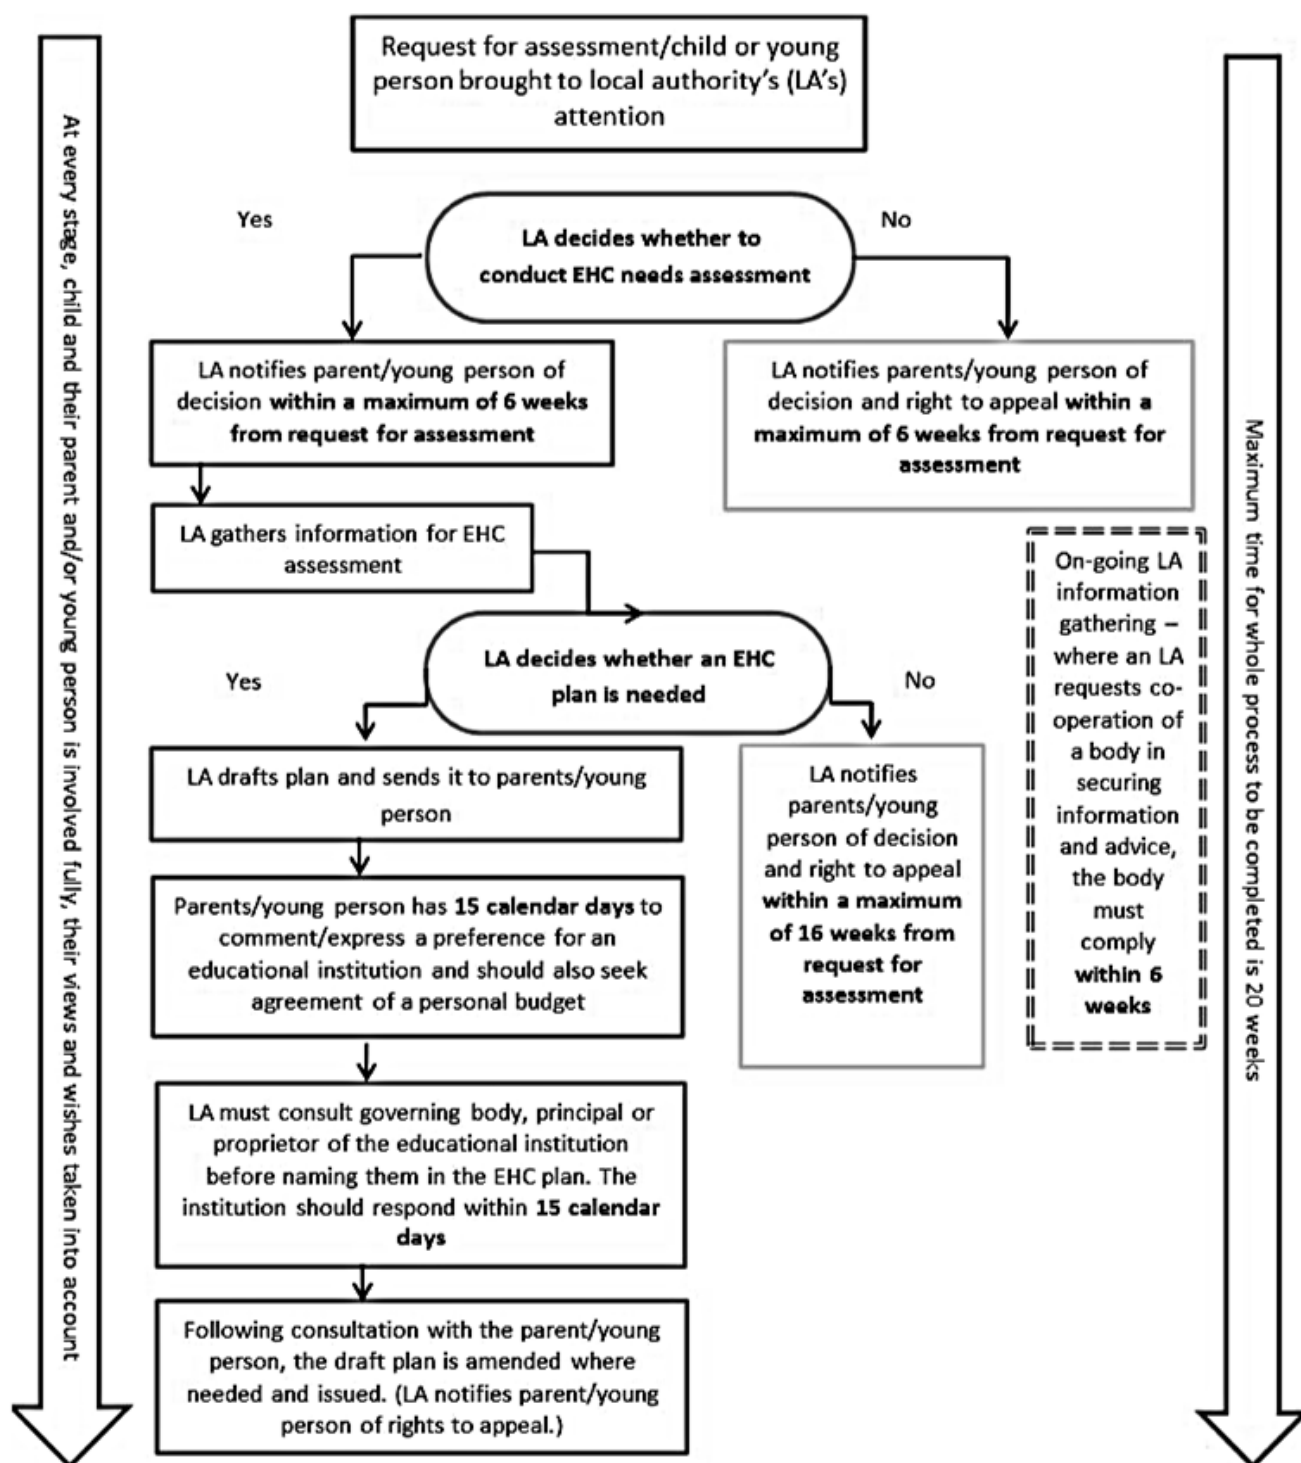 Request for assessment/child or young
person brought to local authority's (LA's)
attention
Yes
No
LA decides whether to
conduct EHC needs assessment
LA notifies parent/young person of
decision within a maximum of 6 weeks
from request for assessment
LA notifies parents/young person of
decision and right to appeal within a
maximum of 6 weeks from request for
assessment
LA gathers information for EHC
assessment
On-going LA
information
gathering –
where an LA
requests co-
operation of
a body in
securing
information
and advice,
the body
must
comply
within 6
weeks
Yes
No
LA decides whether an EHC
plan is needed
LA drafts plan and sends it to parents/young
person
LA notifies
parents/young
person of decision
and right to appeal
within a maximum
of 16 weeks from
request for
assessment
Parents/young person has 15 calendar days to
comment/express a preference for an
educational institution and should also seek
agreement of a personal budget
LA must consult governing body, principal or
proprietor of the educational institution
before naming them in the EHC plan. The
institution should respond within 15 calendar
days
Following consultation with the parent/young
person, the draft plan is amended where
needed and issued. (LA notifies parent/young
person of rights to appeal.)
At every stage, child and their parent and/or young person is involved fully, their views and wishes taken into account
Maximum time for whole process to be completed is 20 weeks